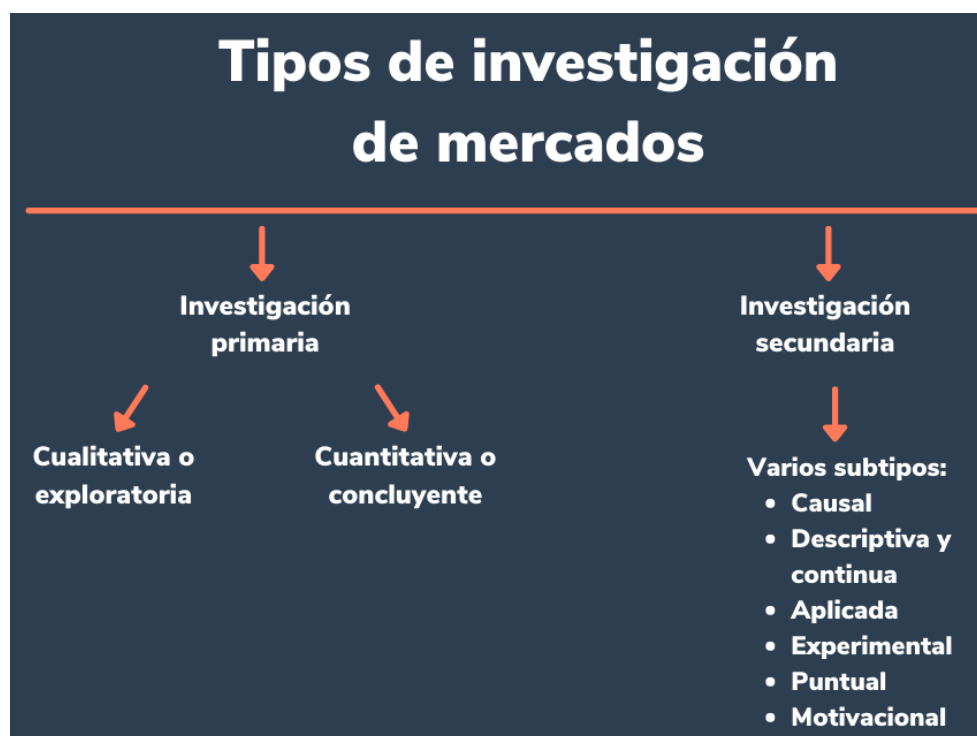 Tipos de investigación
de mercados
Investigación
primaria
Cualitativa o
exploratoria
Cuantitativa o
concluyente
Investigación
secundaria
Varios subtipos:
• Causal
• Descriptiva y
continua
• Aplicada
• Experimental
• Puntual
• Motivacional